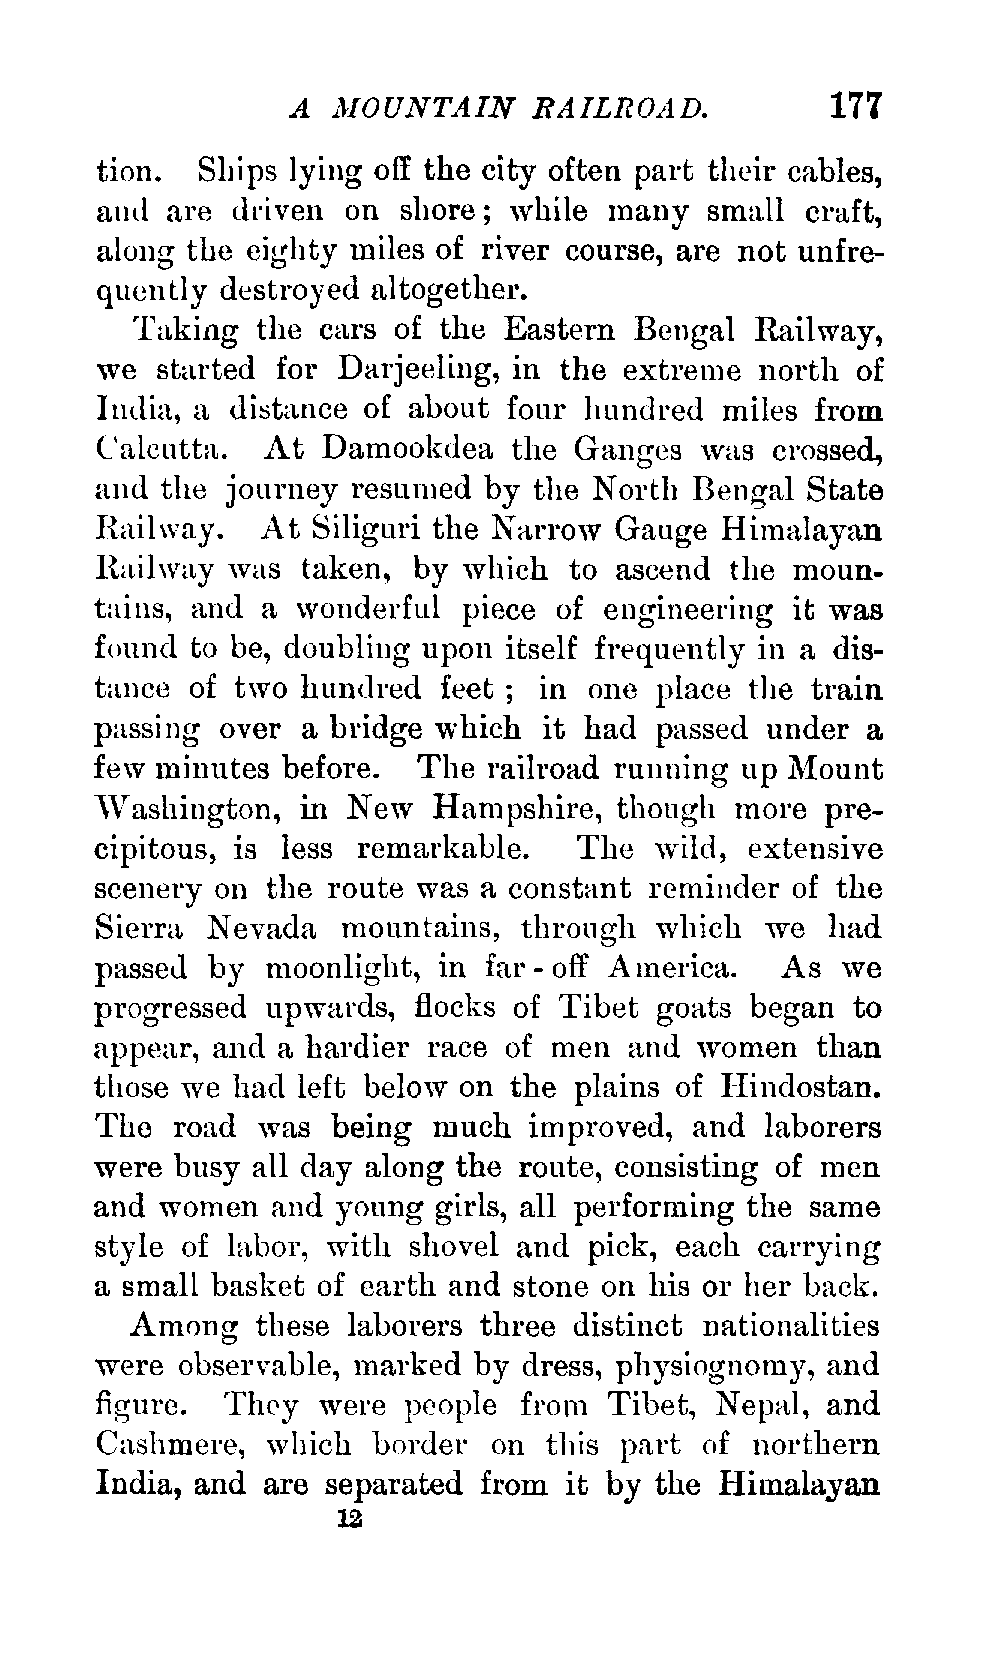 A MOUNTAIN RAILROAD. 177
tion. Ships lying off the city often part their cables,
and are driven on shore; while many small craft,
along the eighty miles of river course, are not unfre-
quently destroyed altogether.
Taking the cars of the Eastern Bengal Railway,
we started for Darjeeling, in the extreme north of
India, a distance of about four hundred miles from
Calcutta. At Damookdea the Ganges was crossed,
and the journey resumed by the North Bengal State
Railway. At Siliguri the Narrow Gauge Himalayan
Railway was taken, by which to ascend the moun-
tains, and a wonderful piece of engineering it was
found to be, doubling upon itself frequently in a dis-
tance of two hundred feet; in one place the train
passing over a bridge which it had passed under a
few minutes before. The railroad running up Mount
Washington, in New Hampshire, though more pre-
cipitous, is less remarkable. The wild, extensive
scenery on the route was a constant reminder of the
Sierra Nevada mountains, through which we had
passed by moonlight, in far-off America. As we
progressed upwards, flocks of Tibet goats began to
appear, and a hardier race of men and women than
those we had left below on the plains of Hindostan.
The road was being much improved, and laborers
were busy all day along the route, consisting of men
and women and young girls, all performing the same
style of labor, with shovel and pick, each carrying
a small basket of earth and stone on his or her back.
Among these laborers three distinct nationalities
were observable, marked by dress, physiognomy, and
figure. They were people from Tibet, Nepal, and
Cashmere, which border on this part of northern
India, and are separated from it by the Himalayan
12